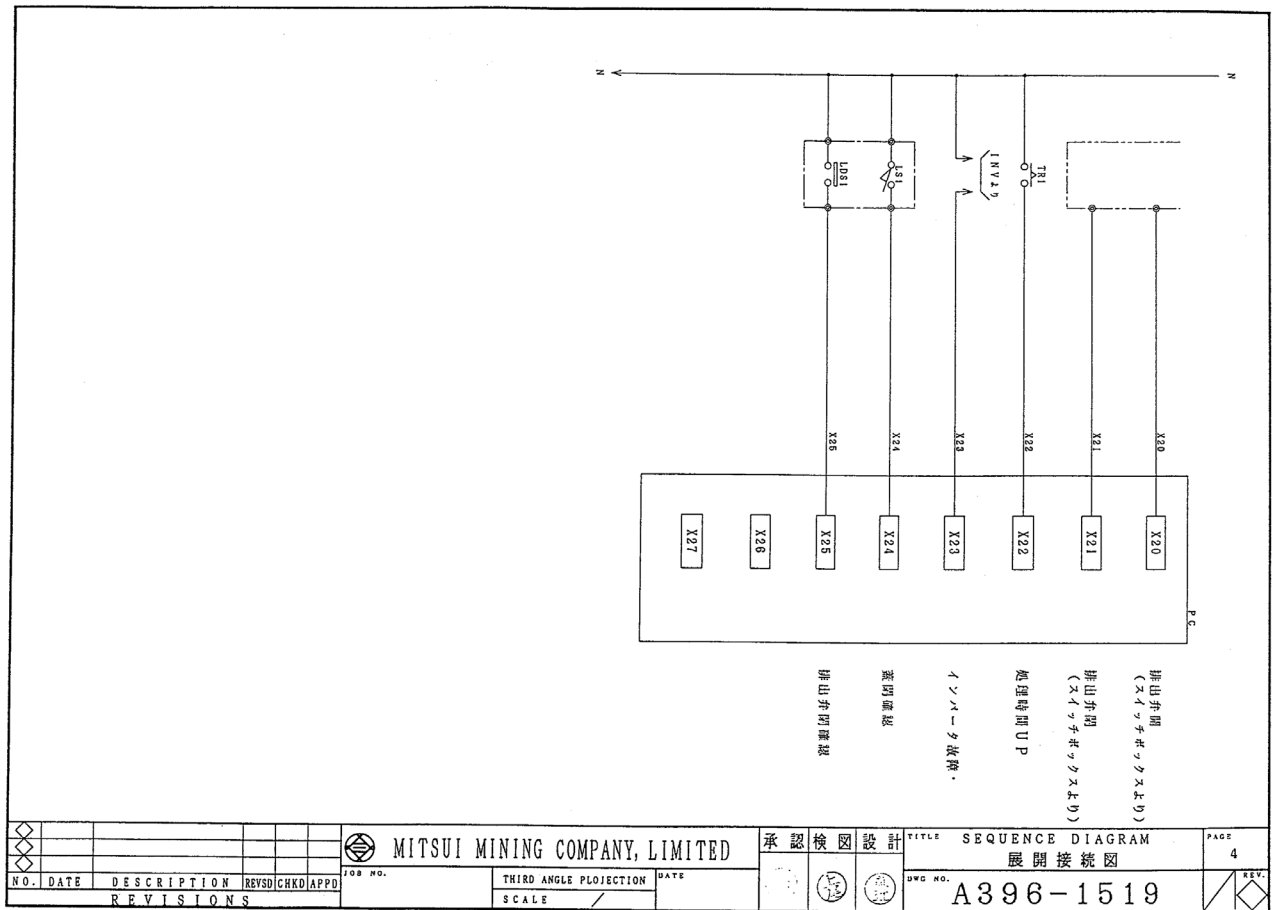 N
N
LDS1
LS1
INVより
TR1
X25
X24
X23
X22
X21
X20
X27
X26
X25
X24
X23
X22
X21
X20
PC
排出弁開
(スイッチボックスより)
排出弁閉
(スイッチボックスより)
処理時間UP
インバータ故障・
蓋閉確認
排出弁閉確認
NO. DATE DESCRIPTION REVSD CHKD APPD
REVISIONS
MITSUI MINING COMPANY, LIMITED
JOB NO.
THIRD ANGLE PLOJECTION
SCALE /
DATE
承認 検図 設計
TITLE SEQUENCE DIAGRAM
展開接続図
DWG NO. A396-1519
PAGE
4
REV.